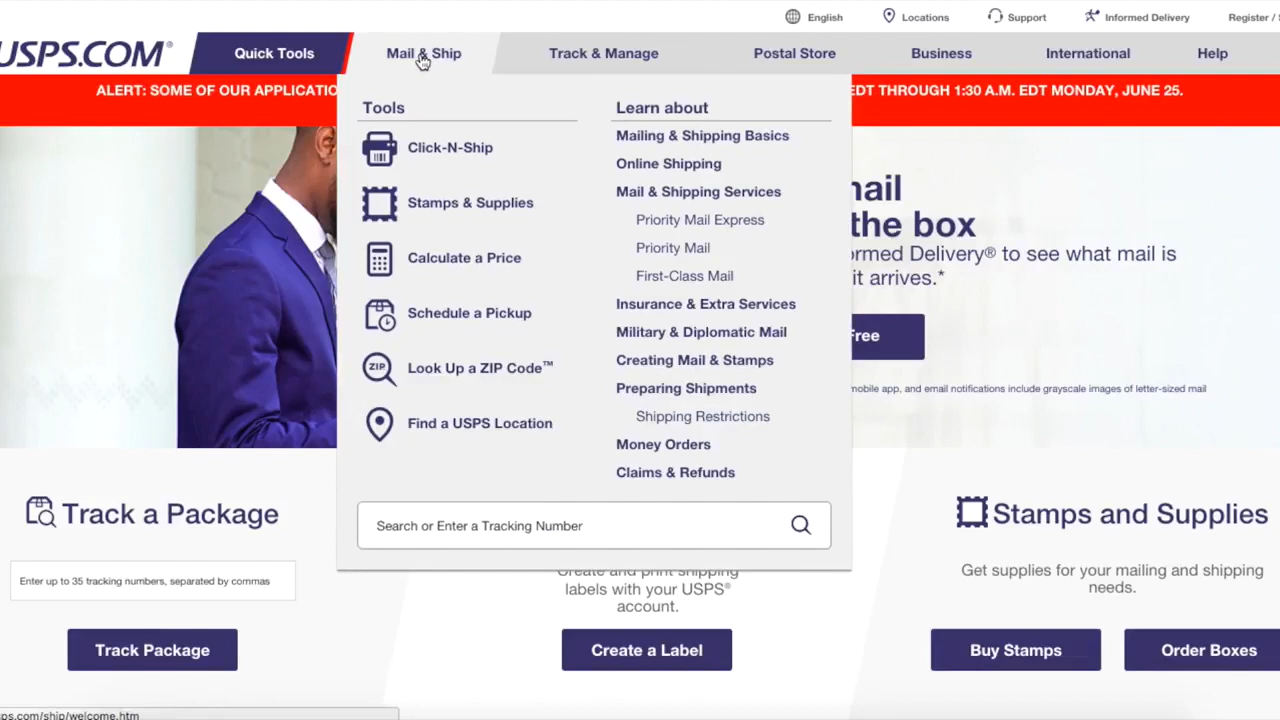 English
Locations
Support
Informed Delivery
Register /
USPS.COM®
Quick Tools
Mail & Ship
Track & Manage
Postal Store
Business
International
Help
ALERT: SOME OF OUR APPLICATIO
EDT THROUGH 1:30 A.M. EDT MONDAY, JUNE 25.
Tools
Click-N-Ship
Stamps & Supplies
Calculate a Price
Schedule a Pickup
ZIP
Look Up a ZIP Code™
Find a USPS Location
Learn about
Mailing & Shipping Basics
Online Shipping
Mail & Shipping Services
Priority Mail Express
Priority Mail
First-Class Mail
Insurance & Extra Services
Military & Diplomatic Mail
Creating Mail & Stamps
Preparing Shipments
Shipping Restrictions
Money Orders
Claims & Refunds
Search or Enter a Tracking Number
nail
the box
rmed Delivery® to see what mail is
it arrives.*
Free
mobile app, and email notifications include grayscale images of letter-sized mail
Track a Package
Enter up to 35 tracking numbers, separated by commas
Track Package
Create and print shipping
labels with your USPS®
account.
Create a Label
Stamps and Supplies
Get supplies for your mailing and shipping
needs.
Buy Stamps
Order Boxes
ps.com/ship/welcome.htm